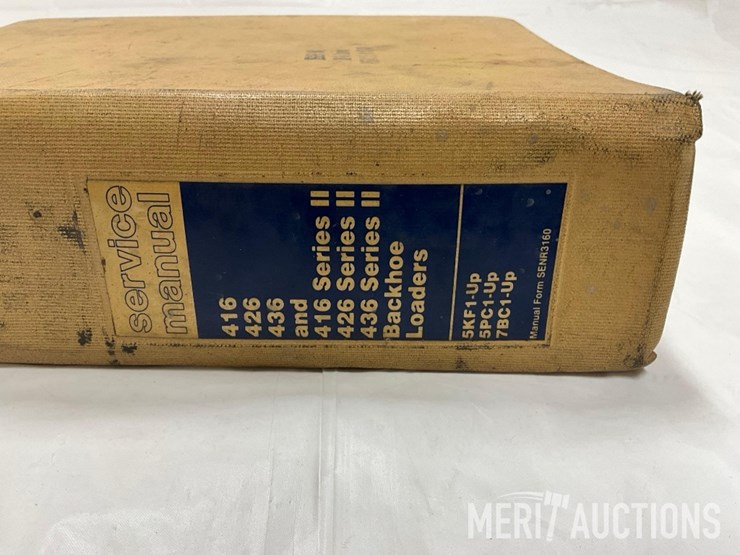 service
manual
416
426
436
and
416 Series II
426 Series II
436 Series II
Backhoe
Loaders
5KF1-Up
5PC1-Up
7BC1-Up
Manual Form SENR3160
MERIT AUCTIONS